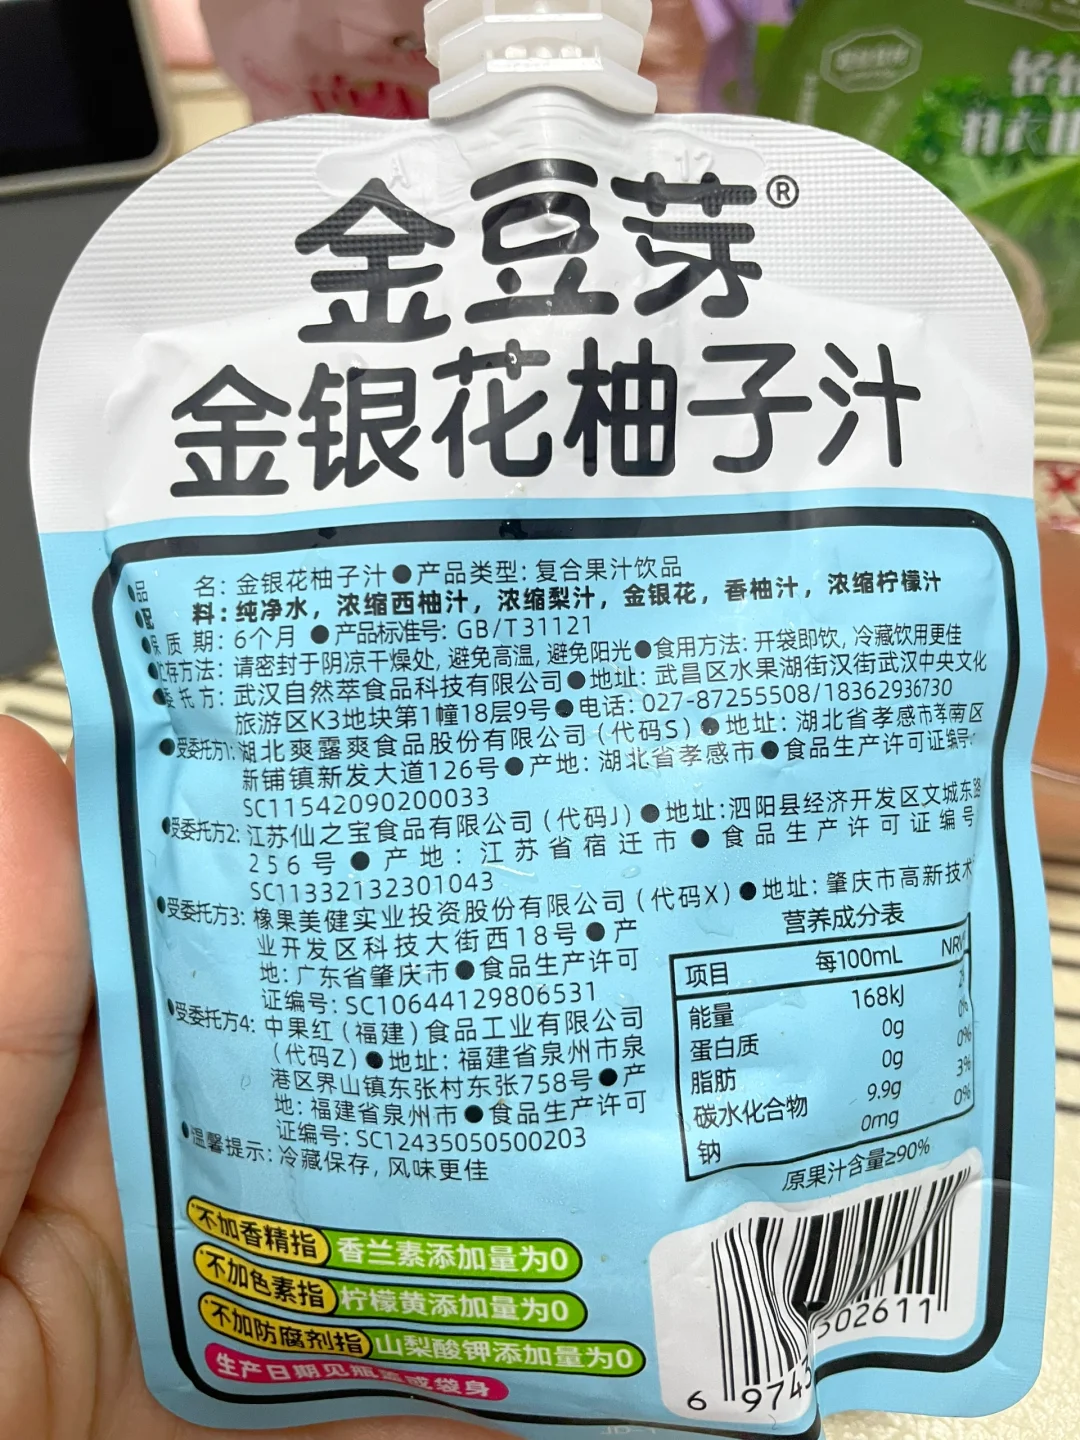 金豆芽®
金银花柚子汁
●品 名：金银花柚子汁●产品类型：复合果汁饮品
●配 料：纯净水，浓缩西柚汁，浓缩梨汁，金银花，香柚汁，浓缩柠檬汁
●保质期：6个月 ●产品标准号：GB/T31121
●贮存方法：请密封于阴凉干燥处，避免高温，避免阳光●食用方法：开袋即饮，冷藏饮用更佳
●委托方：武汉自然萃食品科技有限公司●地址：武昌区水果湖街汉街武汉中央文化
旅游区K3地块第1幢18层9号●电话：027-87255508/18362936730
●受委托方1：湖北爽露爽食品股份有限公司（代码S）●地址：湖北省孝感市孝南区
新铺镇新发大道126号●产地：湖北省孝感市●食品生产许可证编号：
SC11542090200033
●受委托方2：江苏仙之宝食品有限公司（代码J）●地址：泗阳县经济开发区文城东路
256号●产地：江苏省宿迁市●食品生产许可证编号
SC11332132301043
●受委托方3：橡果美健实业投资股份有限公司（代码X）●地址：肇庆市高新技术
业开发区科技大街西18号●产
地：广东省肇庆市●食品生产许可
证编号：SC10644129806531
●受委托方4：中果红（福建）食品工业有限公司
（代码Z）●地址：福建省泉州市泉
港区界山镇东张村东张758号●产
地：福建省泉州市●食品生产许可
证编号：SC12435050500203
●温馨提示：冷藏保存，风味更佳
营养成分表
项目 每100mL NRV
能量 168kJ
蛋白质 0g 0%
脂肪 0g 0%
碳水化合物 9.9g 3%
钠 0mg 0%
原果汁含量≥90%
*不加香精指 香兰素添加量为0
*不加色素指 柠檬黄添加量为0
*不加防腐剂指 山梨酸钾添加量为0
生产日期见瓶盖或袋身
6 9743 302611